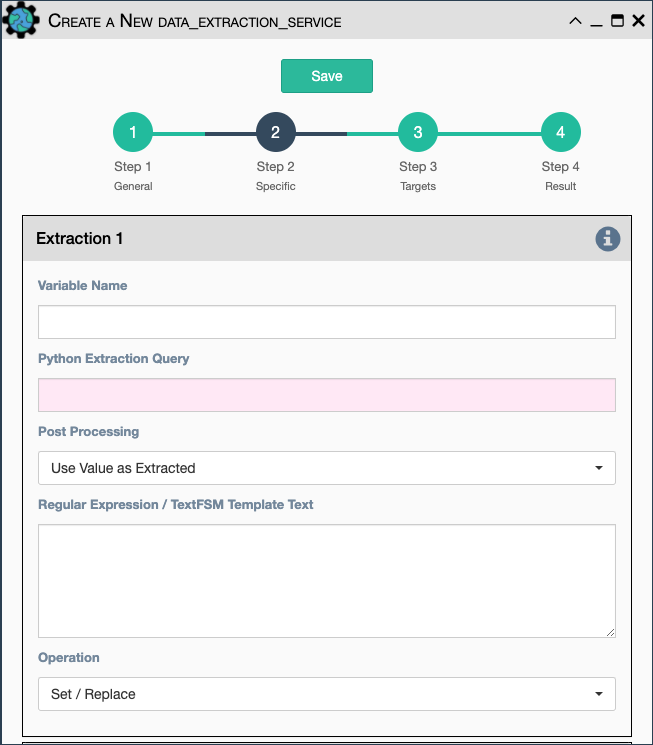 Create a New data_extraction_service
Save
1 2 3 4
Step 1 Step 2 Step 3 Step 4
General Specific Targets Result
Extraction 1
Variable Name
Python Extraction Query
Post Processing
Use Value as Extracted
Regular Expression / TextFSM Template Text
Operation
Set / Replace